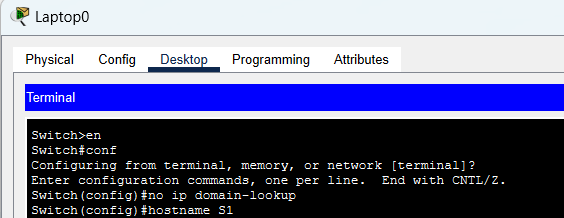 Laptop0
Physical Config Desktop Programming Attributes
Terminal
Switch>en
Switch#conf
Configuring from terminal, memory, or network [terminal]?
Enter configuration commands, one per line.  End with CNTL/Z.
Switch(config)#no ip domain-lookup
Switch(config)#hostname S1